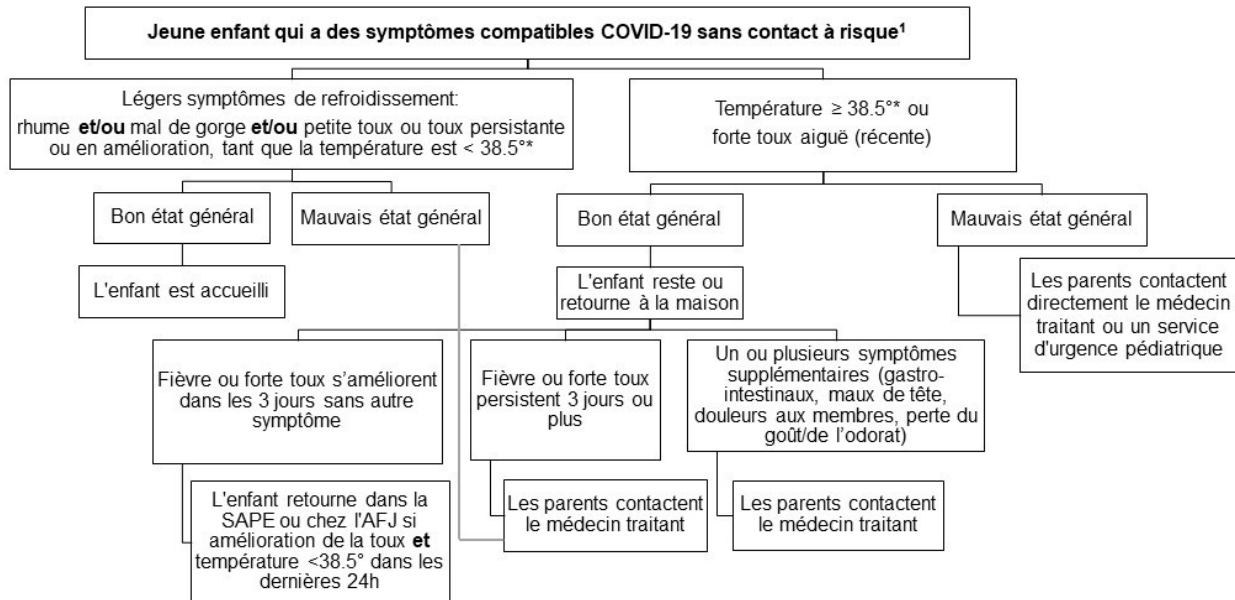 Jeune enfant qui a des symptômes compatibles COVID-19 sans contact à risque¹
Légers symptômes de refroidissement:
rhume et/ou mal de gorge et/ou petite toux ou toux persistante
ou en amélioration, tant que la température est < 38.5°*
Température ≥ 38.5°* ou
forte toux aiguë (récente)
Bon état général
Mauvais état général
Bon état général
Mauvais état général
L'enfant est accueilli
L'enfant reste ou
retourne à la maison
Les parents contactent
directement le médecin
traitant ou un service
d'urgence pédiatrique
Fièvre ou forte toux s’améliorent
dans les 3 jours sans autre
symptôme
Fièvre ou forte toux
persistent 3 jours ou
plus
Un ou plusieurs symptômes
supplémentaires (gastro-
intestinaux, maux de tête,
douleurs aux membres, perte du
goût/de l’odorat)
L'enfant retourne dans la
SAPE ou chez l'AFJ si
amélioration de la toux et
température <38.5° dans les
dernières 24h
Les parents contactent
le médecin traitant
Les parents contactent
le médecin traitant